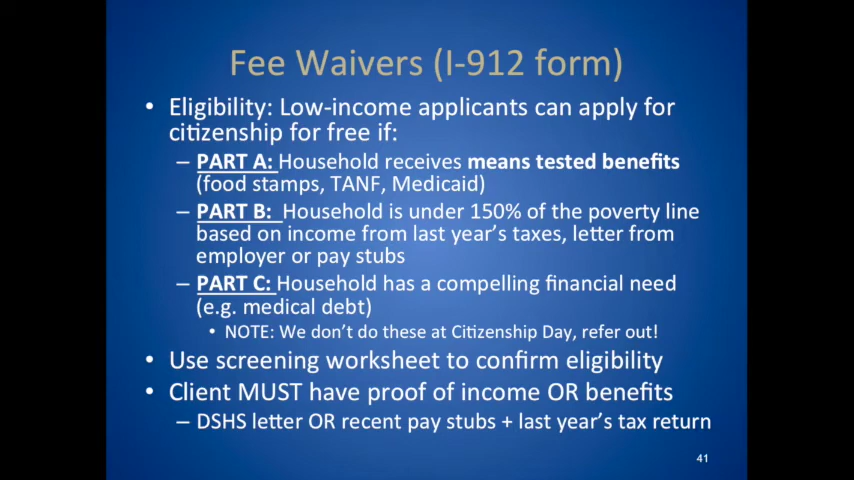 Fee Waivers (I-912 form)
• Eligibility: Low-income applicants can apply for
citizenship for free if:
– PART A: Household receives means tested benefits
(food stamps, TANF, Medicaid)
– PART B: Household is under 150% of the poverty line
based on income from last year's taxes, letter from
employer or pay stubs
– PART C: Household has a compelling financial need
(e.g. medical debt)
• NOTE: We don't do these at Citizenship Day, refer out!
• Use screening worksheet to confirm eligibility
• Client MUST have proof of income OR benefits
– DSHS letter OR recent pay stubs + last year's tax return
41